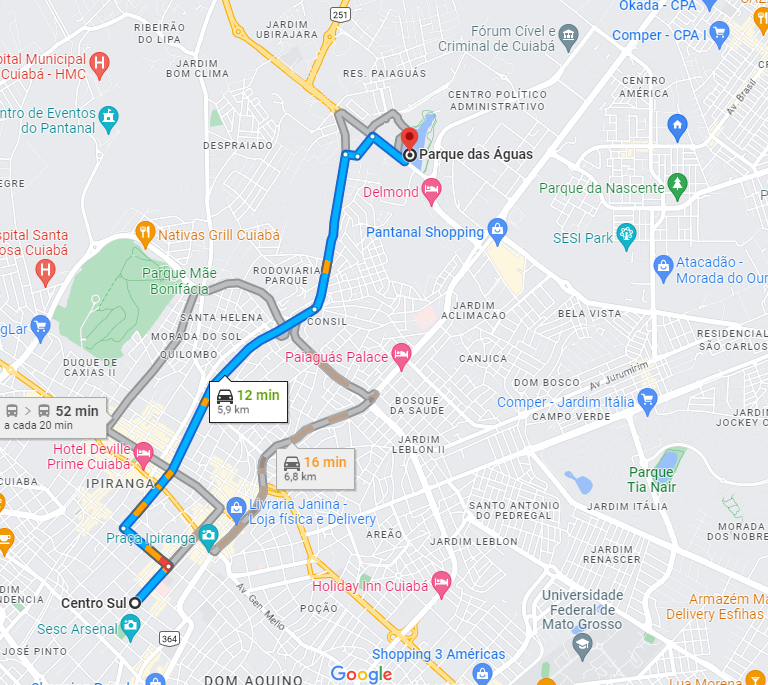 Okada - CPA
RIBEIRÃO
DO LIPA
251
JARDIM
UBIRAJARA
Fórum Cível e
Criminal de Cuiabá
Comper - CPA I
pital Municipal
Cuiabá - HMC
JARDIM
BOM CLIMA
RES. PAIAGUÁS
CENTRO
AMÉRICA
CENTRO POLÍTICO
ADMINISTRATIVO
Av. Brasil
ntro de Eventos
do Pantanal
DESPRAIADO
Parque das Águas
EGRE
Delmond
Parque da Nascente
spital Santa
osa Cuiabá
Nativas Grill Cuiabá
Pantanal Shopping
SESI Park
Parque Mãe
Bonifácia
RODOVIARIA
PARQUE
Atacadão -
Morada do Our
SANTA HELENA
CONSIL
JARDIM
ACLIMACAO
BELA VISTA
gLar
MORADA DO SOL
QUILOMBO
RESIDENCIAL
SÃO CARLOS
DUQUE DE
CAXIAS II
Paiaguás Palace
CANJICA
DOM BOSCO
Av. Jurumirim
12 min
5,9 km
BOSQUE
DA SAUDE
Comper - Jardim Itália
CAMPO VERDE
52 min
a cada 20 min
JARDIM
LEBLON II
JARDIM
JOCKEY C
Hotel Deville
Prime Cuiabá
16 min
6,8 km
IPIRANGA
Parque
Tia Nair
CUIABA
Livraria Janina -
Loja física e Delivery
SANTO ANTONIO
DO PEDREGAL
JARDIM ITÁLIA
Praça Ipiranga
AREÃO
JARDIM LEBLON
MORADA
DOS NOBRE
JARDIM
RENASCER
Holiday Inn Cuiabá
DIM
ENDENCIA
Centro Sul
Av. Gen. Mello
POÇÃO
Universidade
Federal de
Mato Grosso
Armazém Ma
Delivery Esfihas
Sesc Arsenal
364
JOSÉ PINTO
Shopping 3 Américas
Google
DOM AQUINO